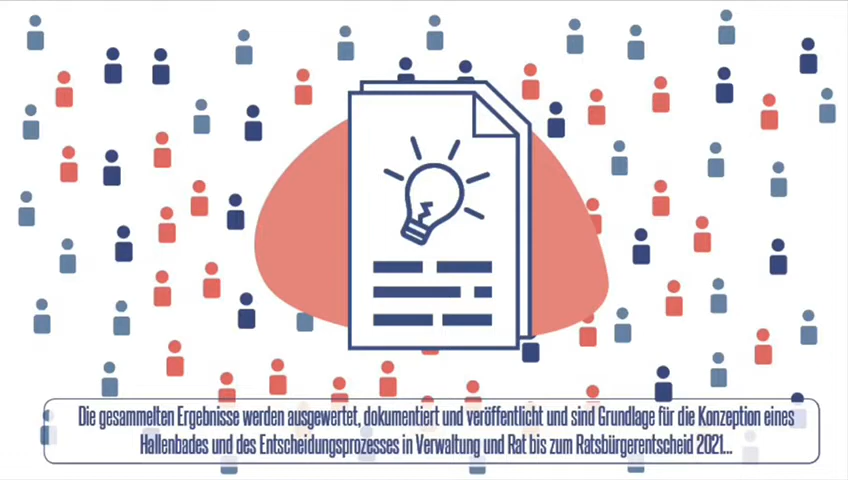 Die gesammelten Ergebnisse werden ausgewertet, dokumentiert und veröffentlicht und sind Grundlage für die Konzeption eines
Hallenbades und des Entscheidungsprozesses in Verwaltung und Rat bis zum Ratsbürgerentscheid 2021...